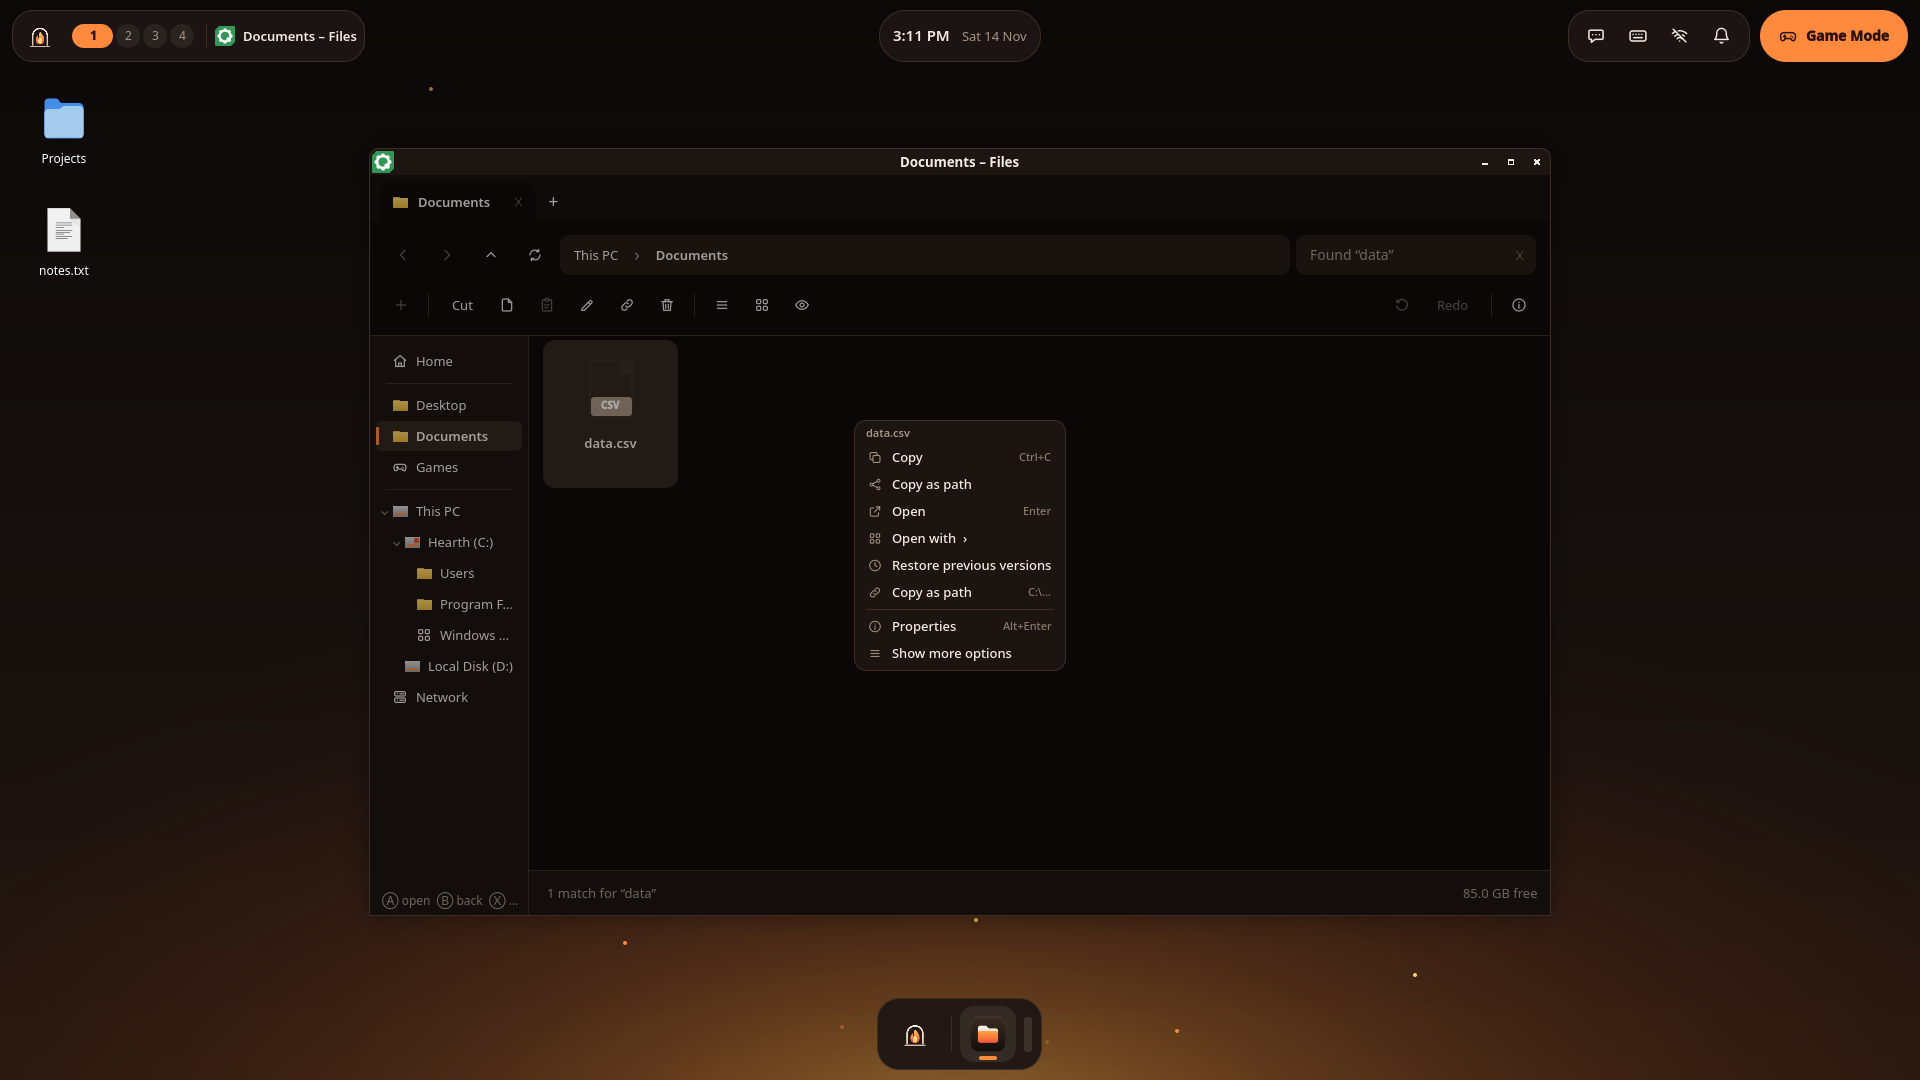 1 2 3 4 Documents – Files
3:11 PM Sat 14 Nov
Game Mode
Projects
notes.txt
Documents – Files
Documents X +
This PC › Documents
Found “data” X
Cut
Redo
Home
Desktop
Documents
Games
This PC
Hearth (C:)
Users
Program F...
Windows ...
Local Disk (D:)
Network
A open B back X ...
CSV
data.csv
data.csv
Copy Ctrl+C
Copy as path
Open Enter
Open with ›
Restore previous versions
Copy as path C:\...
Properties Alt+Enter
Show more options
1 match for “data”
85.0 GB free